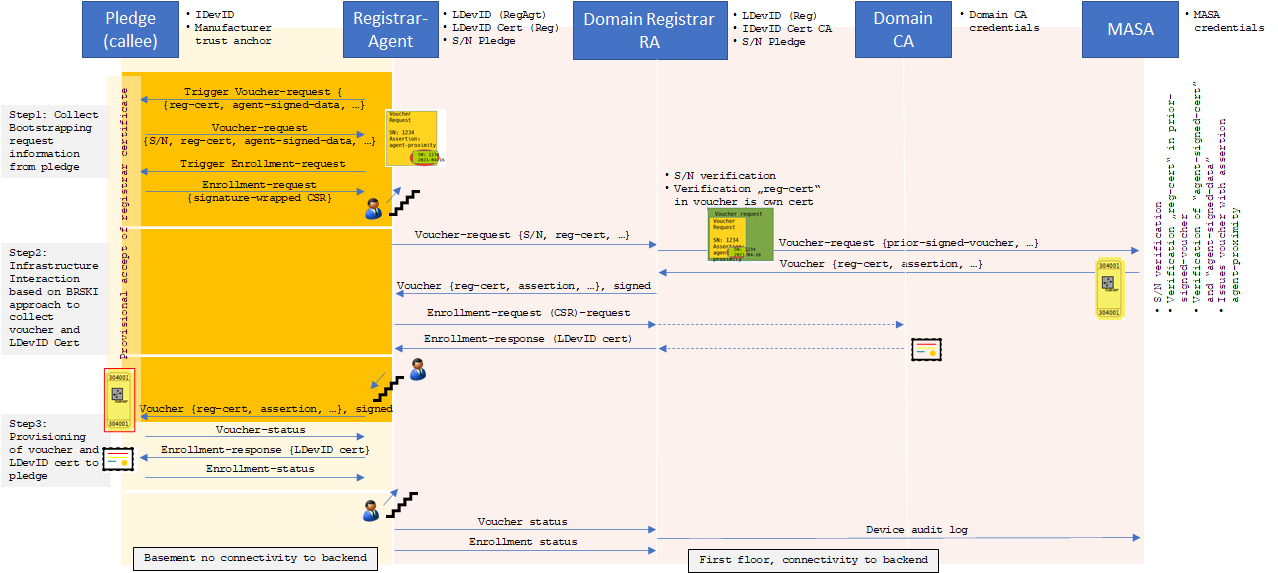 Pledge
(callee)
• IDevID
• Manufacturer
trust anchor
Registrar-
Agent
• LDevID (RegAgt)
• LDevID Cert (Reg)
• S/N Pledge
Domain Registrar
RA
• LDevID (Reg)
• IDevID Cert CA
• S/N Pledge
Domain
CA
• Domain CA
credentials
MASA
• MASA
credentials
Step1: Collect
Bootstrapping
request
information
from pledge
Provisional accept of registrar certificate
Trigger Voucher-request {
{reg-cert, agent-signed-data, …}
Voucher-request
{S/N, reg-cert, agent-signed-data, …}
Trigger Enrollment-request
Enrollment-request
{signature-wrapped CSR}
Voucher
Request
SN: 1234
Assertion:
agent-proximity
SN: 1234
2021-04-16
• S/N verification
• Verification „reg-cert“
in voucher is own cert
Voucher request
Voucher
Request
SN: 1234
• S/N verification
• Verification „reg-cert“ in prior-
signed-voucher
• Verification of “agent-signed-cert”
and “agent-signed-data”
• Issues voucher with assertion
agent-proximity
Step2:
Infrastructure
Interaction
based on BRSKI
approach to
collect
voucher and
LDevID Cert
Voucher-request {S/N, reg-cert, …}
Voucher-request {prior-signed-voucher, …}
Voucher {reg-cert, assertion, …}
304001
304001
Voucher {reg-cert, assertion, …}, signed
Enrollment-request (CSR)-request
Enrollment-response (LDevID cert)
304001
304001
Voucher {reg-cert, assertion, …}, signed
Step3:
Provisioning
of voucher and
LDevID cert to
pledge
Voucher-status
Enrollment-response {LDevID cert}
Enrollment-status
Voucher status
Device audit log
Enrollment status
Basement no connectivity to backend
First floor, connectivity to backend